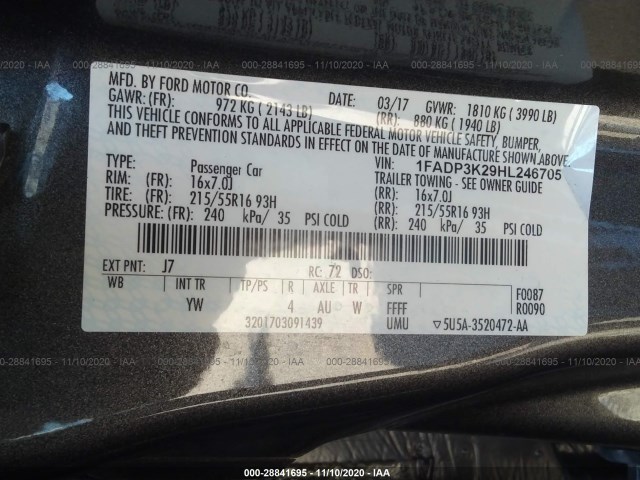 000-28841695 - 11/10/2020 - IAA
MFD. BY FORD MOTOR CO. DATE: 03/17 GVWR: 1810 KG ( 3990 LB)
GAWR: (FR): 972 KG ( 2143 LB) (RR): 880 KG ( 1940 LB)
THIS VEHICLE CONFORMS TO ALL APPLICABLE FEDERAL MOTOR VEHICLE SAFETY, BUMPER,
AND THEFT PREVENTION STANDARDS IN EFFECT ON THE DATE OF MANUFACTURE SHOWN ABOVE.
VIN: 1FADP3K29HL246705
TYPE: Passenger Car TRAILER TOWING - SEE OWNER GUIDE
RIM: (FR): 16x7.0J (RR): 16x7.0J
TIRE: (FR): 215/55R16 93H (RR): 215/55R16 93H
PRESSURE: (FR): 240 kPa/ 35 PSI COLD (RR): 240 kPa/ 35 PSI COLD
EXT PNT: J7 RC: 72 DSO:
WB INT TR TP/PS R AXLE TR SPR F0087
YW 4 AU W FFFF R0090
3201703091439 UMU ▽5U5A-3520472-AA
000-28841695 - 11/10/2020 - IAA